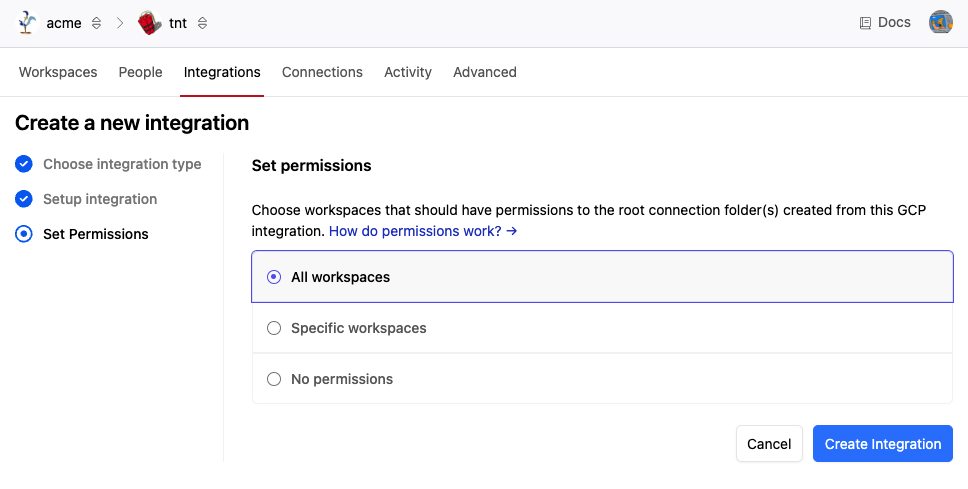 acme
tnt
Docs
Workspaces People Integrations Connections Activity Advanced
Create a new integration
Choose integration type
Setup integration
Set Permissions
Set permissions
Choose workspaces that should have permissions to the root connection folder(s) created from this GCP
integration. How do permissions work? →
All workspaces
Specific workspaces
No permissions
Cancel
Create Integration